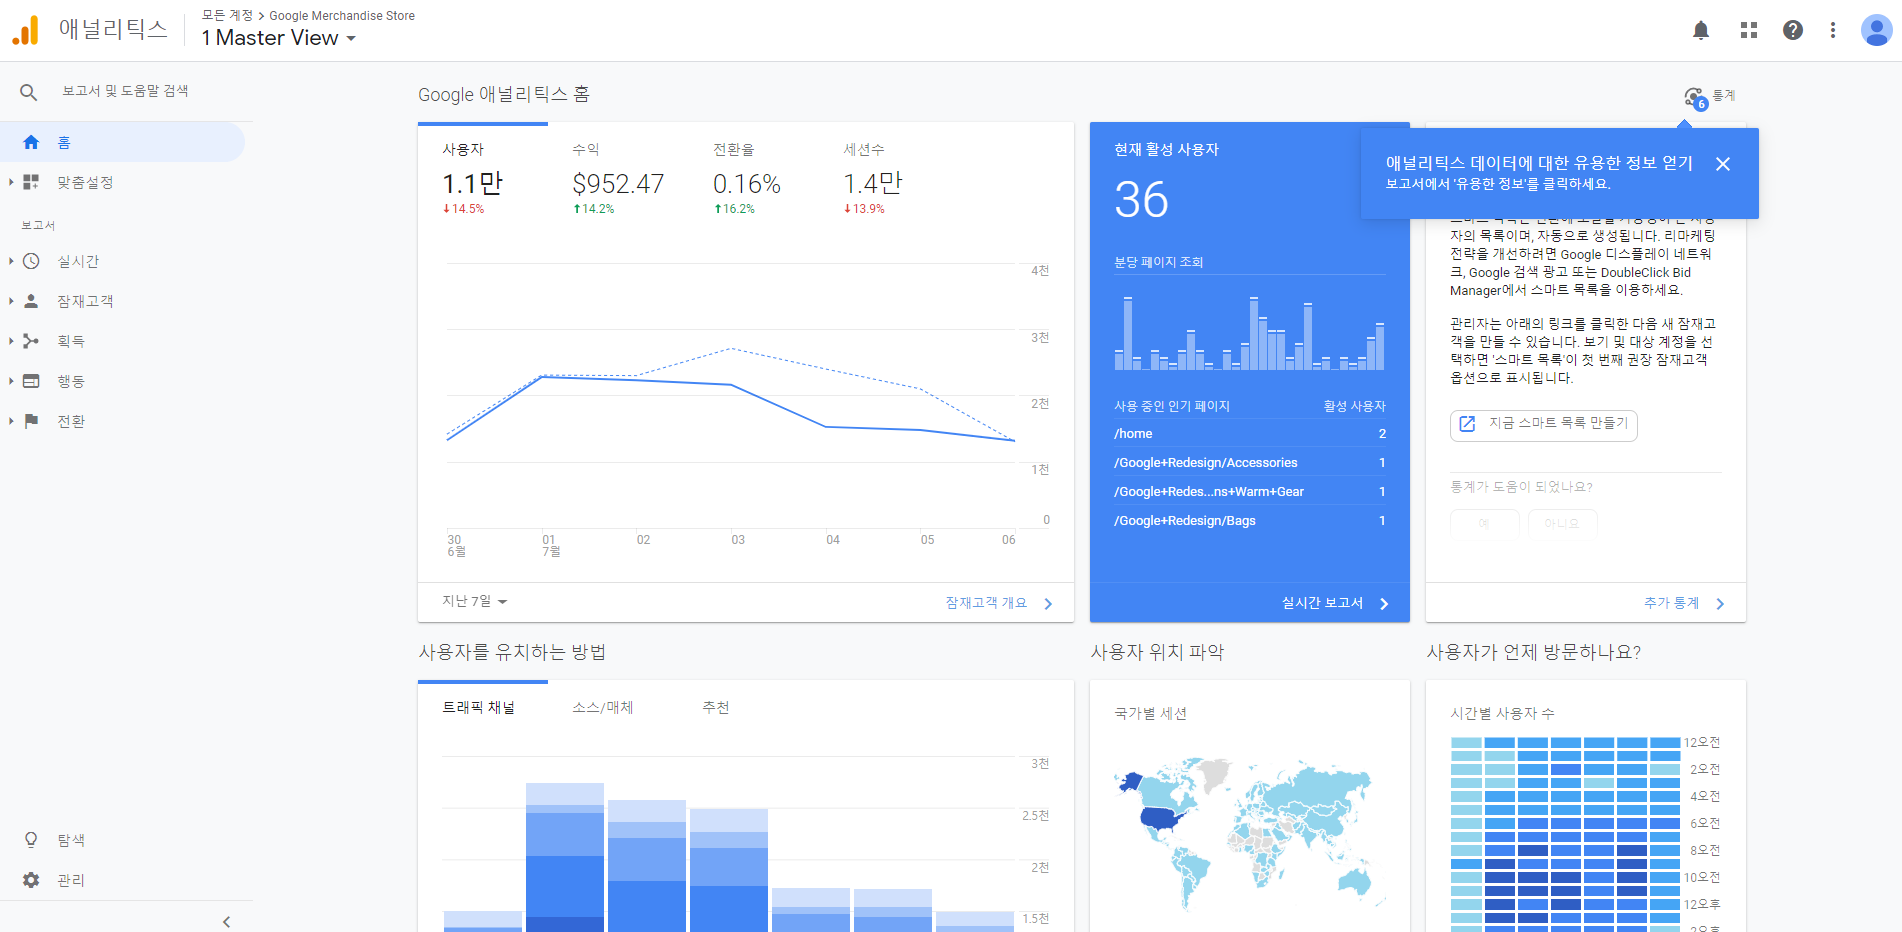 애널리틱스
모든 계정 > Google Merchandise Store
1 Master View
보고서 및 도움말 검색
홈
맞춤설정
보고서
실시간
잠재고객
획득
행동
전환
탐색
관리
Google 애널리틱스 홈
6
통계
사용자
수익
전환율
세션수
1.1만
$952.47
0.16%
1.4만
↓14.5%
↑14.2%
↑16.2%
↓13.9%
4천
3천
2천
1천
0
30
01
02
03
04
05
06
6월
7월
지난 7일
잠재고객 개요
현재 활성 사용자
36
분당 페이지 조회
사용 중인 인기 페이지
활성 사용자
/home
2
/Google+Redesign/Accessories
1
/Google+Redes...ns+Warm+Gear
1
/Google+Redesign/Bags
1
실시간 보고서
애널리틱스 데이터에 대한 유용한 정보 얻기
보고서에서 '유용한 정보'를 클릭하세요.
자의 목록이며, 자동으로 생성됩니다. 리마케팅
전략을 개선하려면 Google 디스플레이 네트워
크, Google 검색 광고 또는 DoubleClick Bid
Manager에서 스마트 목록을 이용하세요.
관리자는 아래의 링크를 클릭한 다음 새 잠재고
객을 만들 수 있습니다. 보기 및 대상 계정을 선
택하면 '스마트 목록'이 첫 번째 권장 잠재고객
옵션으로 표시됩니다.
지금 스마트 목록 만들기
통계가 도움이 되었나요?
예
아니요
추가 통계
사용자를 유치하는 방법
트래픽 채널
소스/매체
추천
3천
2.5천
2천
1.5천
사용자 위치 파악
국가별 세션
사용자가 언제 방문하나요?
시간별 사용자 수
12오전
2오전
4오전
6오전
8오전
10오전
12오후
2오후